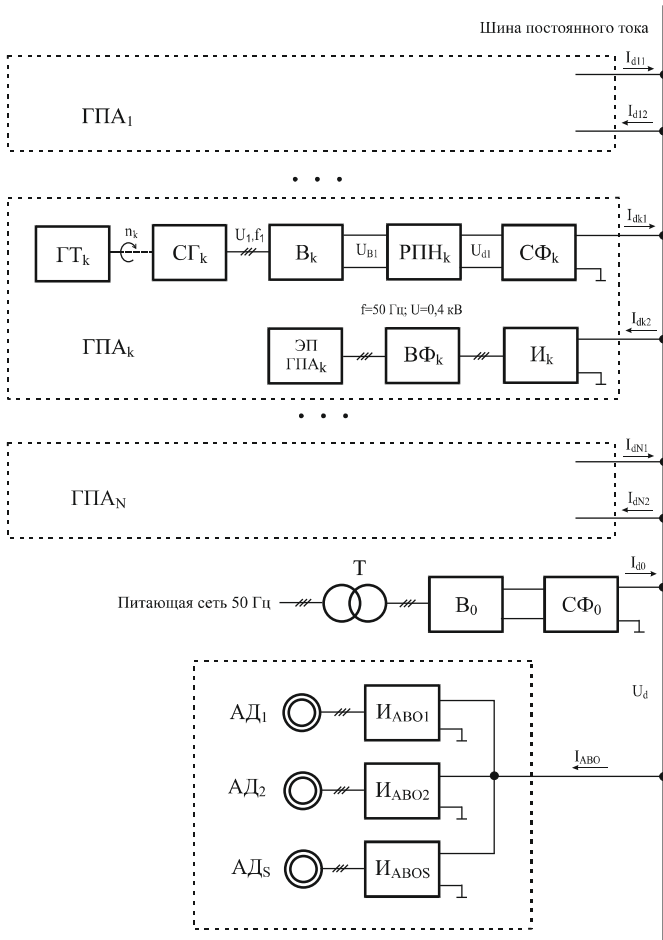 Шина постоянного тока
I_d11
ГПА_1
I_d12
I_dk1
n_k
U_1,f_1
ГТ_k
СГ_k
В_k
U_В1
РПН_k
U_d1
СФ_k
f=50 Гц; U=0,4 кВ
I_dk2
ГПА_k
ЭП
ГПА_k
ВФ_k
И_k
I_dN1
ГПА_N
I_dN2
Т
I_d0
Питающая сеть 50 Гц
В_0
СФ_0
U_d
АД_1
И_АВО1
I_АВО
АД_2
И_АВО2
АД_S
И_АВОS